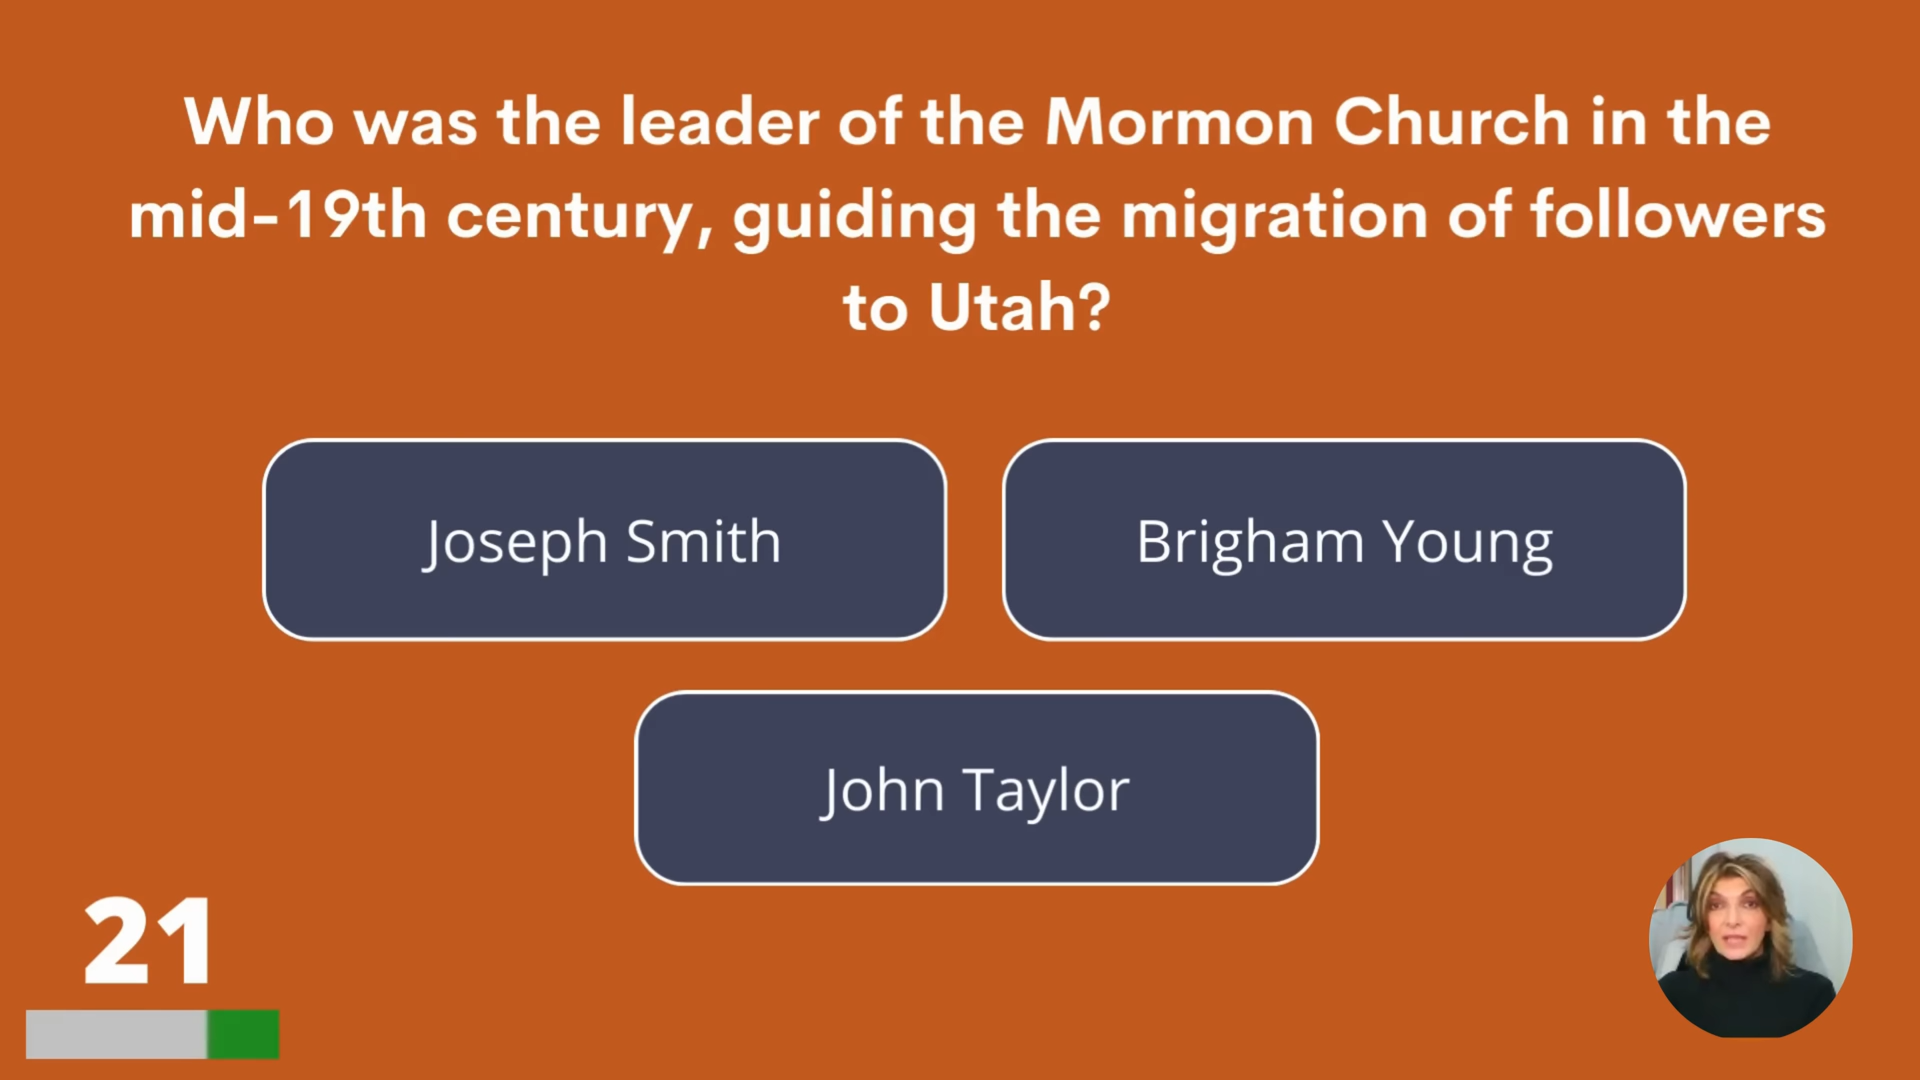 Who was the leader of the Mormon Church in the
mid-19th century, guiding the migration of followers
to Utah?
Joseph Smith
Brigham Young
John Taylor
21